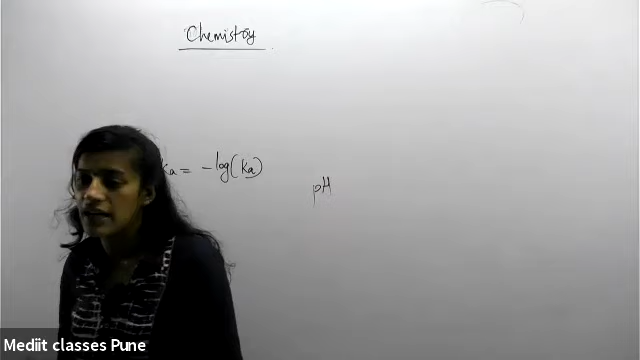 Chemistry
Ka = -log(Ka)
pH
Mediit classes Pune